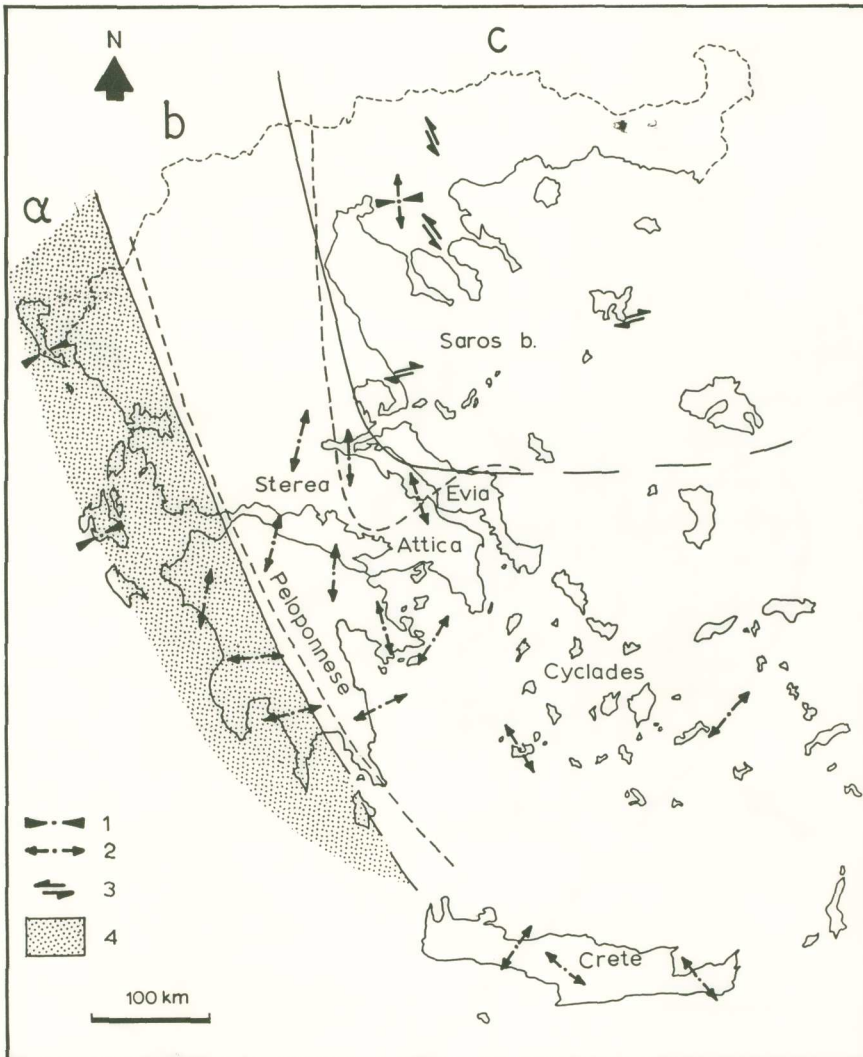 N
c
b
α
Saros b.
Sterea
Evia
Attica
Peloponnese
Cyclades
1
2
3
4
Crete
100 km